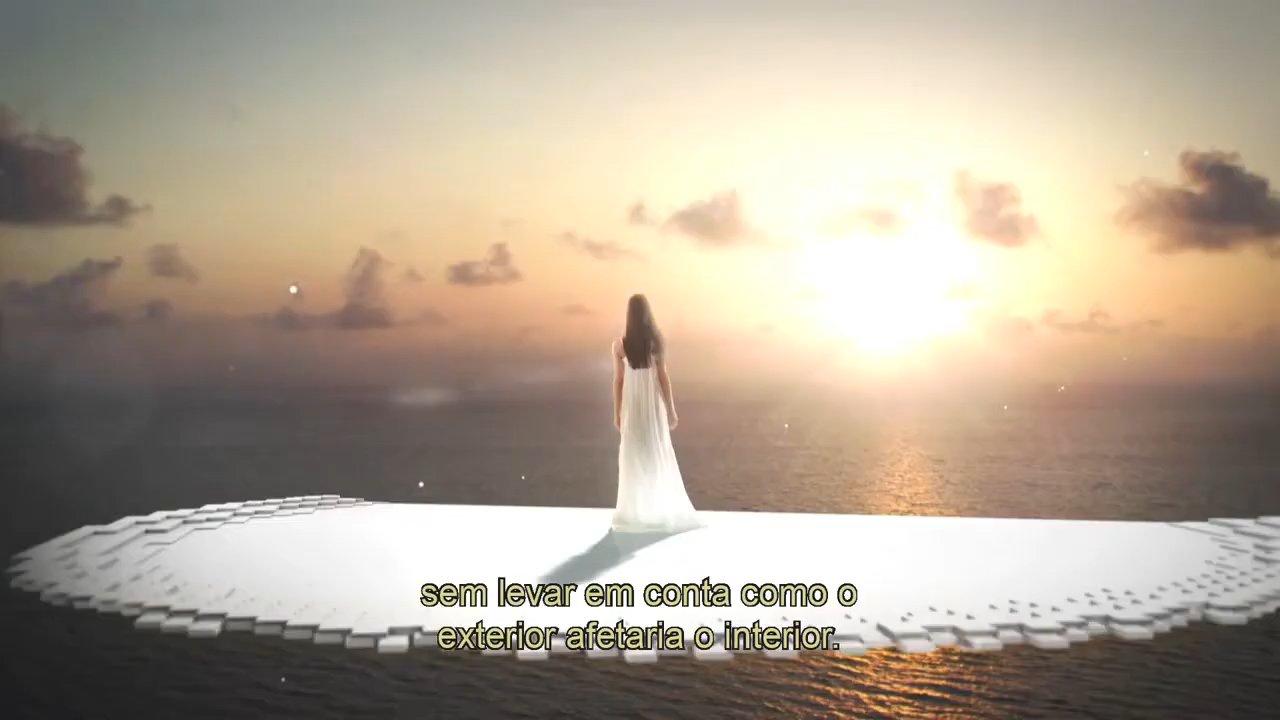 sem levar em conta como o
exterior afetaria o interior.